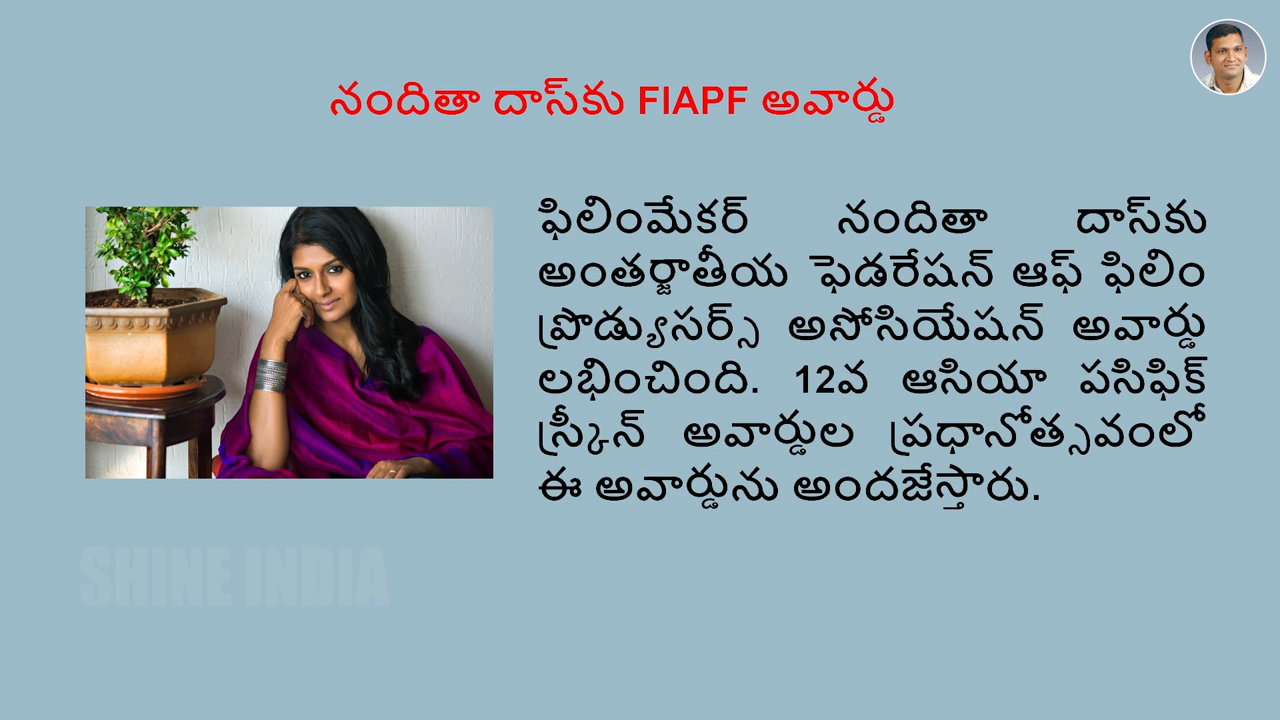 నందితా దాస్‌కు FIAPF అవార్డు
ఫిలింమేకర్ నందితా దాస్‌కు
అంతర్జాతీయ ఫెడరేషన్ ఆఫ్ ఫిలిం
ప్రొడ్యుసర్స్ అసోసియేషన్ అవార్డు
లభించింది. 12వ ఆసియా పసిఫిక్
స్క్రీన్ అవార్డుల ప్రధానోత్సవంలో
ఈ అవార్డును అందజేస్తారు.
SHINE INDIA